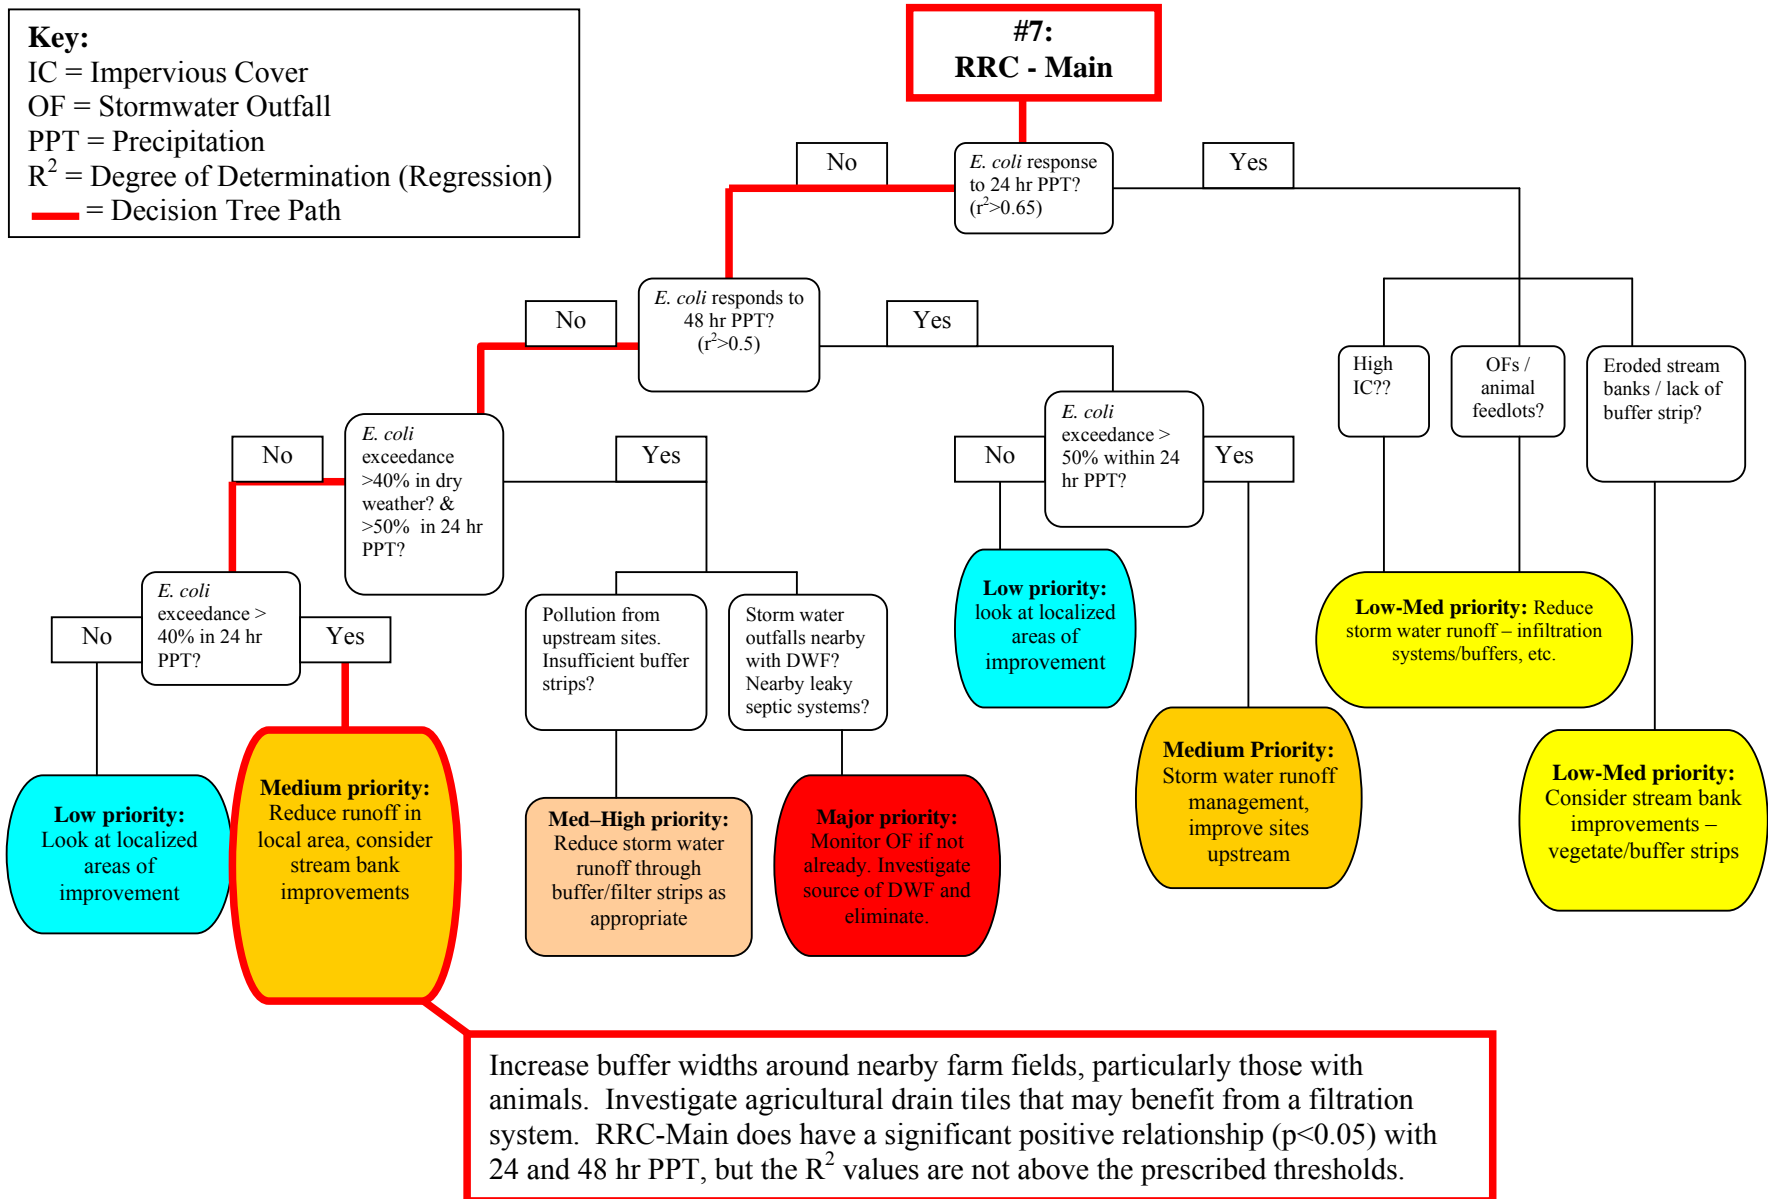 Key:
IC = Impervious Cover
OF = Stormwater Outfall
PPT = Precipitation
R² = Degree of Determination (Regression)
= Decision Tree Path
#7:
RRC - Main
No
E. coli response
to 24 hr PPT?
(r²>0.65)
Yes
No
E. coli responds to
48 hr PPT?
(r²>0.5)
Yes
High
IC??
OFs /
animal
feedlots?
Eroded stream
banks / lack of
buffer strip?
No
E. coli
exceedance
>40% in dry
weather? &
>50% in 24 hr
PPT?
Yes
No
E. coli
exceedance >
50% within 24
hr PPT?
Yes
No
E. coli
exceedance >
40% in 24 hr
PPT?
Yes
Pollution from
upstream sites.
Insufficient buffer
strips?
Storm water
outfalls nearby
with DWF?
Nearby leaky
septic systems?
Low priority:
look at localized
areas of
improvement
Low-Med priority: Reduce
storm water runoff – infiltration
systems/buffers, etc.
Low priority:
Look at localized
areas of
improvement
Medium priority:
Reduce runoff in
local area, consider
stream bank
improvements
Med–High priority:
Reduce storm water
runoff through
buffer/filter strips as
appropriate
Major priority:
Monitor OF if not
already. Investigate
source of DWF and
eliminate.
Medium Priority:
Storm water runoff
management,
improve sites
upstream
Low-Med priority:
Consider stream bank
improvements –
vegetate/buffer strips
Increase buffer widths around nearby farm fields, particularly those with
animals.  Investigate agricultural drain tiles that may benefit from a filtration
system.  RRC-Main does have a significant positive relationship (p<0.05) with
24 and 48 hr PPT, but the R² values are not above the prescribed thresholds.